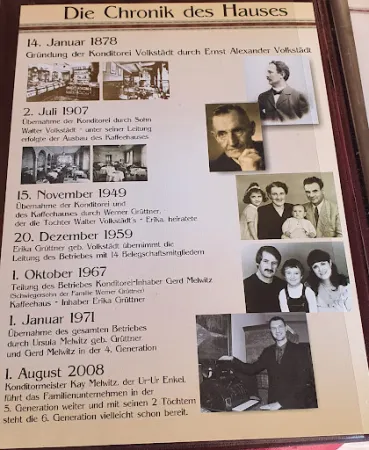 Die Chronik des Hauses
14. Januar 1878
Gründung der Konditorei Volkstädt durch Ernst Alexander Volkstädt
2. Juli 1907
Übernahme der Konditorei durch Sohn
Walter Volkstädt - unter seiner Leitung
erfolgte der Ausbau des Kaffeehauses.
15. November 1949
Übernahme der Konditorei und
des Kaffeehauses durch Werner Grüttner,
der die Tochter Walter Volkstädt's - Erika, heiratete
20. Dezember 1959
Erika Grüttner geb. Volkstädt übernimmt die
Leitung des Betriebes mit 14 Belegschaftsmitgliedern
1. Oktober 1967
Teilung des Betriebes Konditorei=Inhaber Gerd Melwitz
(Schwiegersohn der Familie Werner Grüttner)
Kaffeehaus = Inhaber Erika Grüttner
1. Januar 1971
Übernahme des gesamten Betriebes
durch Ursula Melwitz geb. Grüttner
und Gerd Melwitz in der 4. Generation
1. August 2008
Konditormeister Kay Melwitz, der Ur-Ur Enkel,
führt das Familienunternehmen in der
5. Generation weiter und mit seinen 2 Töchtern
steht die 6. Generation vielleicht schon bereit.